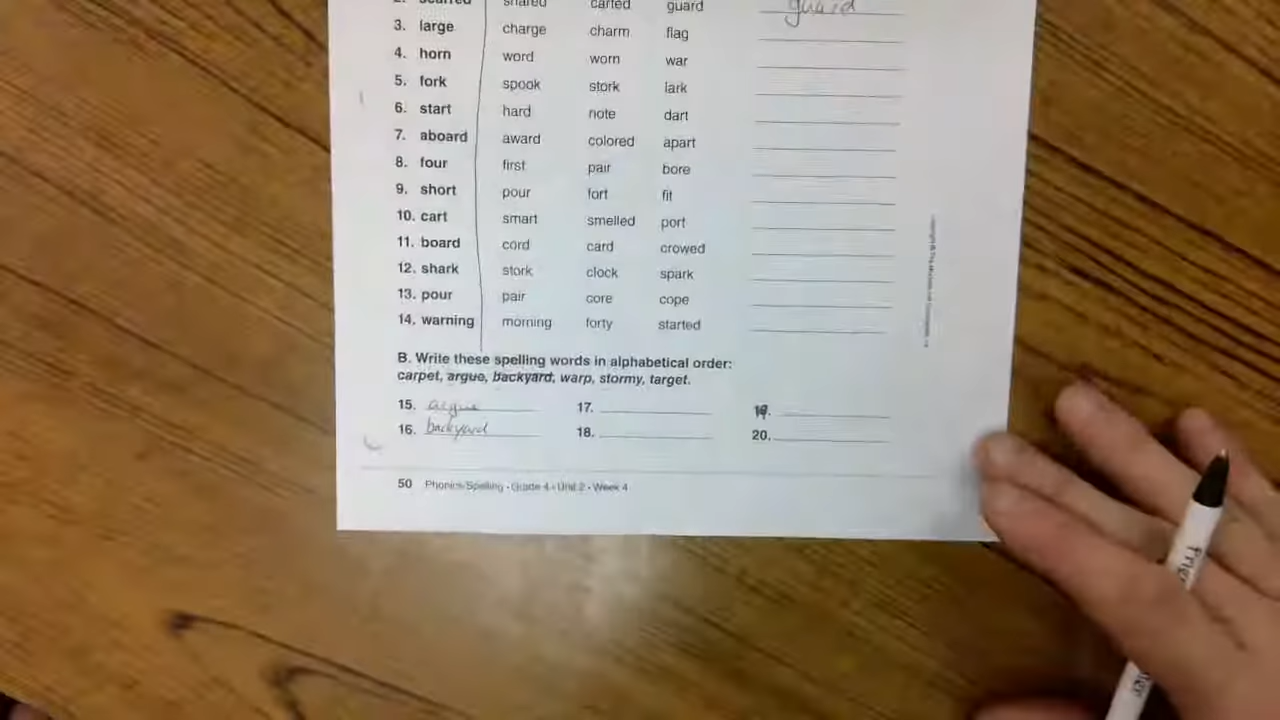 2. scarred shared carted guard guard
3. large charge charm flag
4. horn word worn war
5. fork spook stork lark
6. start hard note dart
7. aboard award colored apart
8. four first pair bore
9. short pour fort fit
10. cart smart smelled port
11. board cord card crowed
12. shark stork clock spark
13. pour pair core cope
14. warning morning forty started
B. Write these spelling words in alphabetical order:
carpet, argue, backyard, warp, stormy, target.
15. argue 17. 19.
16. backyard 18. 20.
50 Phonics/Spelling • Grade 4 • Unit 2 • Week 4